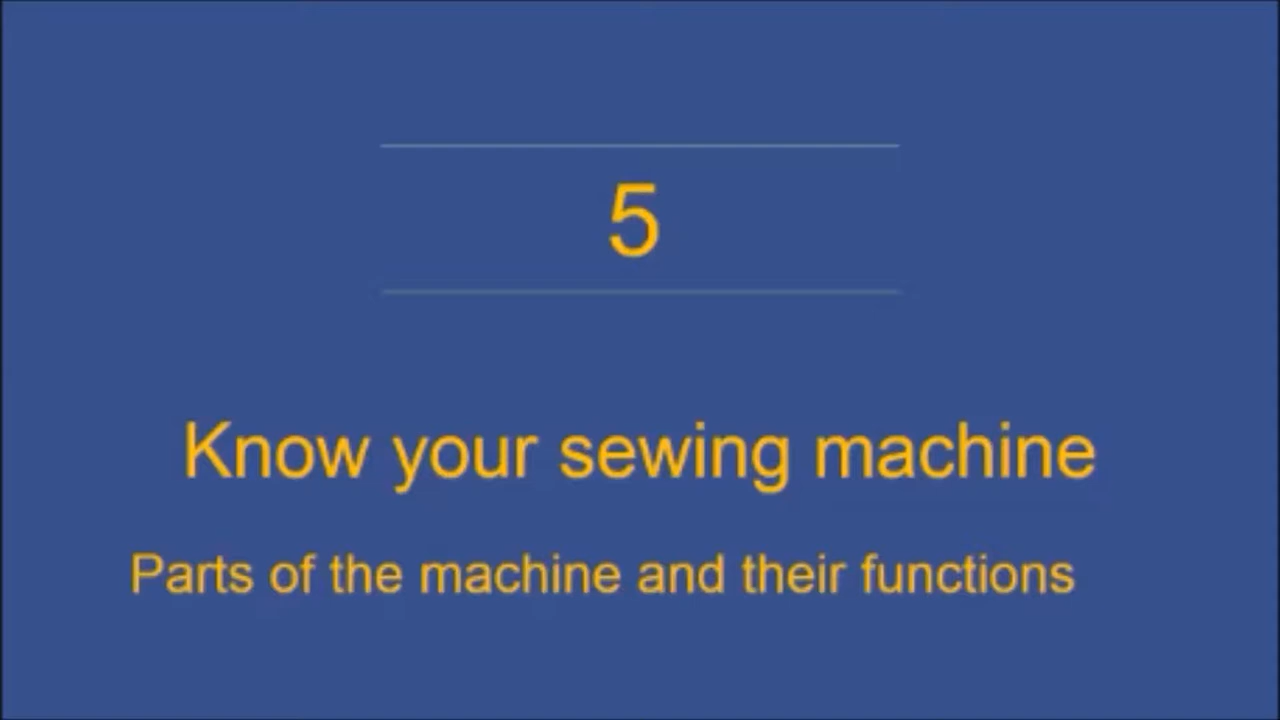 5
Know your sewing machine
Parts of the machine and their functions